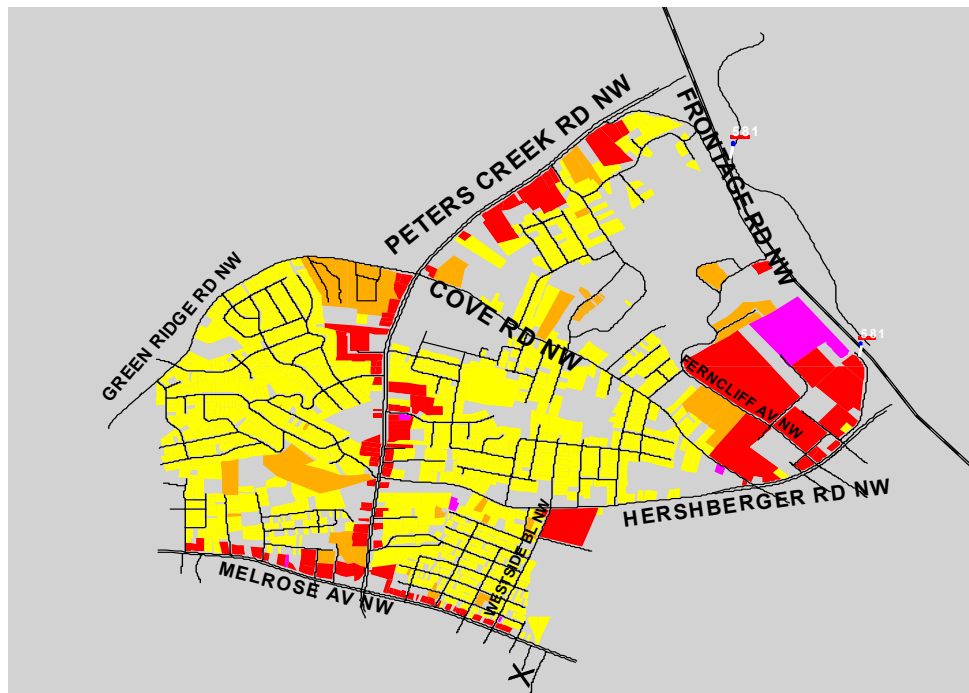 PETERS CREEK RD NW
FRONTAGE RD NW
581
GREEN RIDGE RD NW
COVE RD NW
581
FERNCLIFF AV NW
HERSHBERGER RD NW
WESTSIDE BL NW
MELROSE AV NW
X